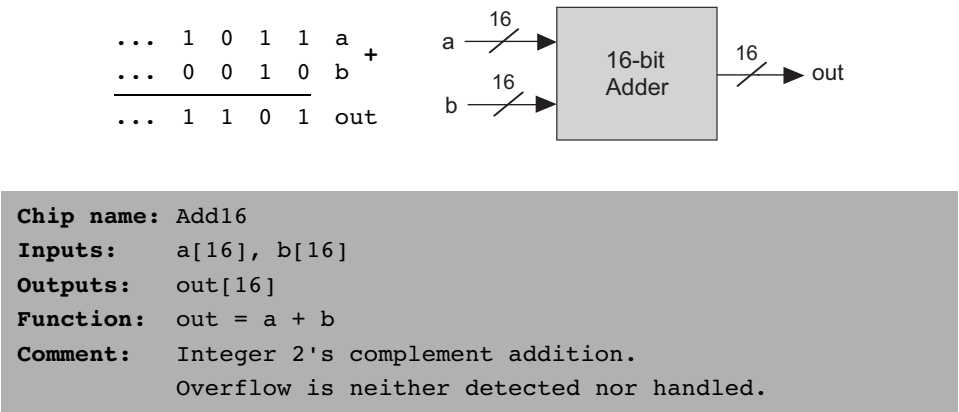 ... 1 0 1 1 a
+
... 0 0 1 0 b
... 1 1 0 1 out
16
a
16
b
16-bit
Adder
16
out
Chip name: Add16
Inputs: a[16], b[16]
Outputs: out[16]
Function: out = a + b
Comment: Integer 2's complement addition.
Overflow is neither detected nor handled.